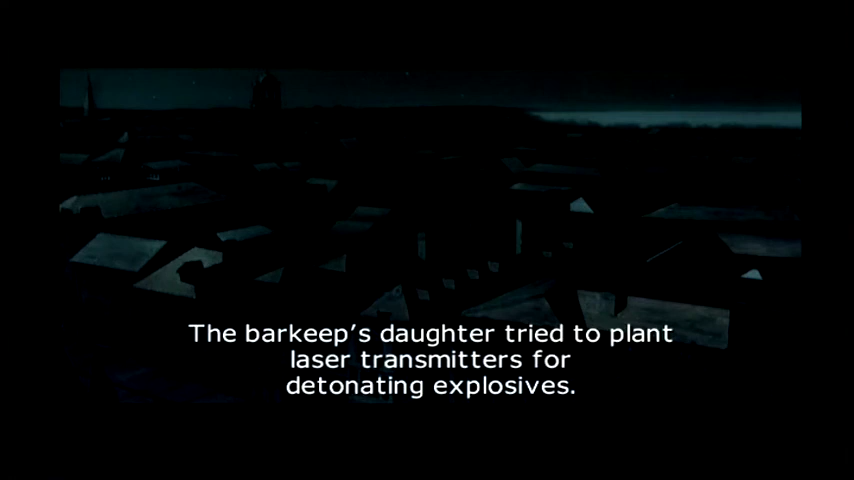 The barkeep's daughter tried to plant
laser transmitters for
detonating explosives.